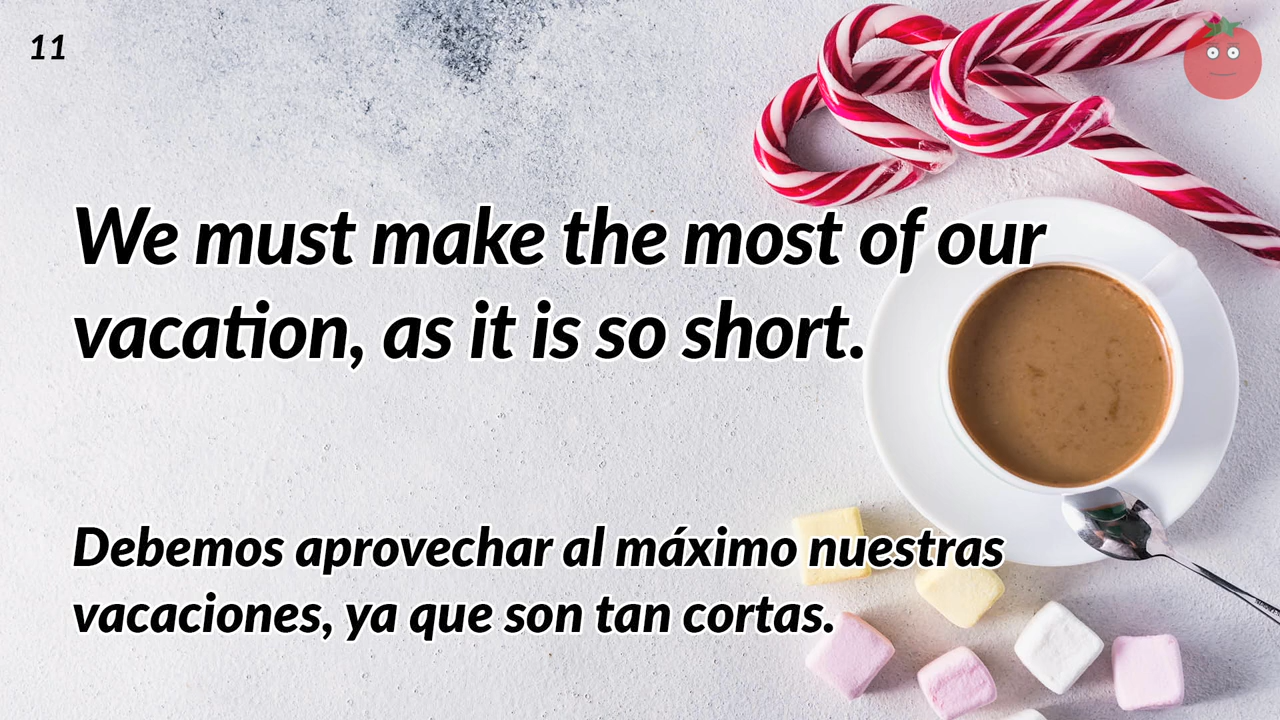 11
We must make the most of our
vacation, as it is so short.
Debemos aprovechar al máximo nuestras
vacaciones, ya que son tan cortas.